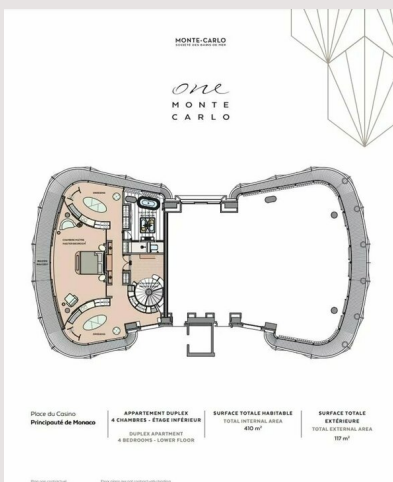 MONTE-CARLO
SOCIÉTÉ DES BAINS DE MER
one
MONTE
CARLO
Place du Casino
Principauté de Monaco
APPARTEMENT DUPLEX
4 CHAMBRES - ÉTAGE INFÉRIEUR
DUPLEX APARTMENT
4 BEDROOMS - LOWER FLOOR
SURFACE TOTALE HABITABLE
TOTAL INTERNAL AREA
410 m²
SURFACE TOTALE
EXTÉRIEURE
TOTAL EXTERNAL AREA
117 m²